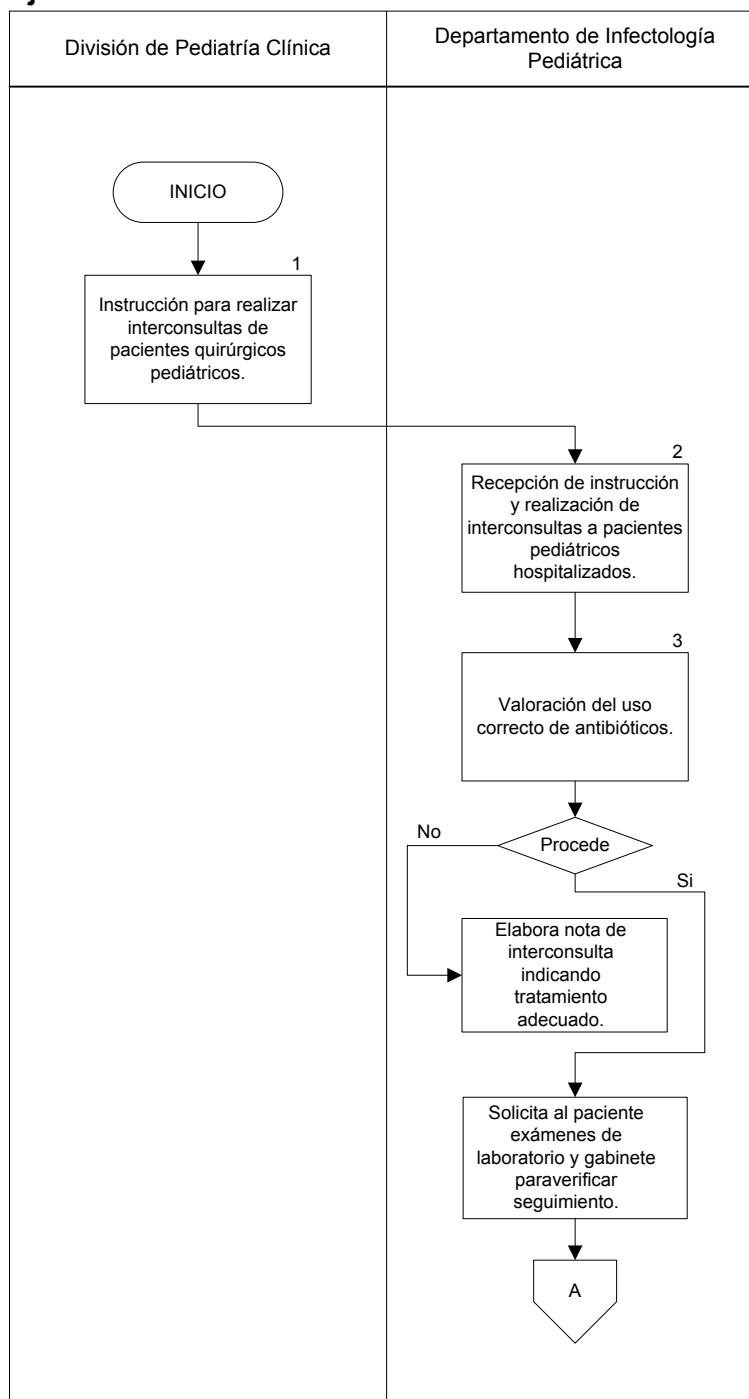 División de Pediatría Clínica
Departamento de Infectología
Pediátrica
INICIO
1
Instrucción para realizar
interconsultas de
pacientes quirúrgicos
pediátricos.
2
Recepción de instrucción
y realización de
interconsultas a pacientes
pediátricos
hospitalizados.
3
Valoración del uso
correcto de antibióticos.
No
Procede
Si
Elabora nota de
interconsulta
indicando
tratamiento
adecuado.
Solicita al paciente
exámenes de
laboratorio y gabinete
paraverificar
seguimiento.
A